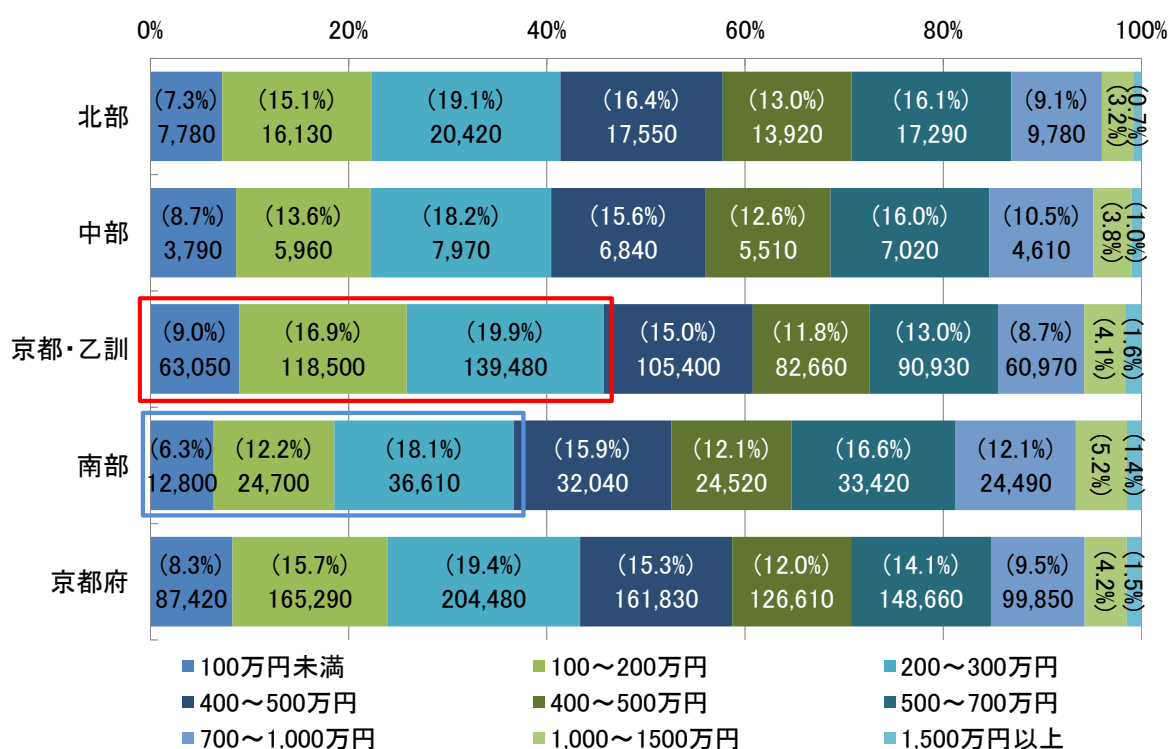 0% 20% 40% 60% 80% 100%
北部
(7.3%) (15.1%) (19.1%) (16.4%) (13.0%) (16.1%) (9.1%) (3.2%) (0.7%)
7,780 16,130 20,420 17,550 13,920 17,290 9,780
中部
(8.7%) (13.6%) (18.2%) (15.6%) (12.6%) (16.0%) (10.5%) (3.8%) (1.0%)
3,790 5,960 7,970 6,840 5,510 7,020 4,610
京都・乙訓
(9.0%) (16.9%) (19.9%) (15.0%) (11.8%) (13.0%) (8.7%) (4.1%) (1.6%)
63,050 118,500 139,480 105,400 82,660 90,930 60,970
南部
(6.3%) (12.2%) (18.1%) (15.9%) (12.1%) (16.6%) (12.1%) (5.2%) (1.4%)
12,800 24,700 36,610 32,040 24,520 33,420 24,490
京都府
(8.3%) (15.7%) (19.4%) (15.3%) (12.0%) (14.1%) (9.5%) (4.2%) (1.5%)
87,420 165,290 204,480 161,830 126,610 148,660 99,850
100万円未満 100～200万円 200～300万円
400～500万円 400～500万円 500～700万円
700～1,000万円 1,000～1500万円 1,500万円以上